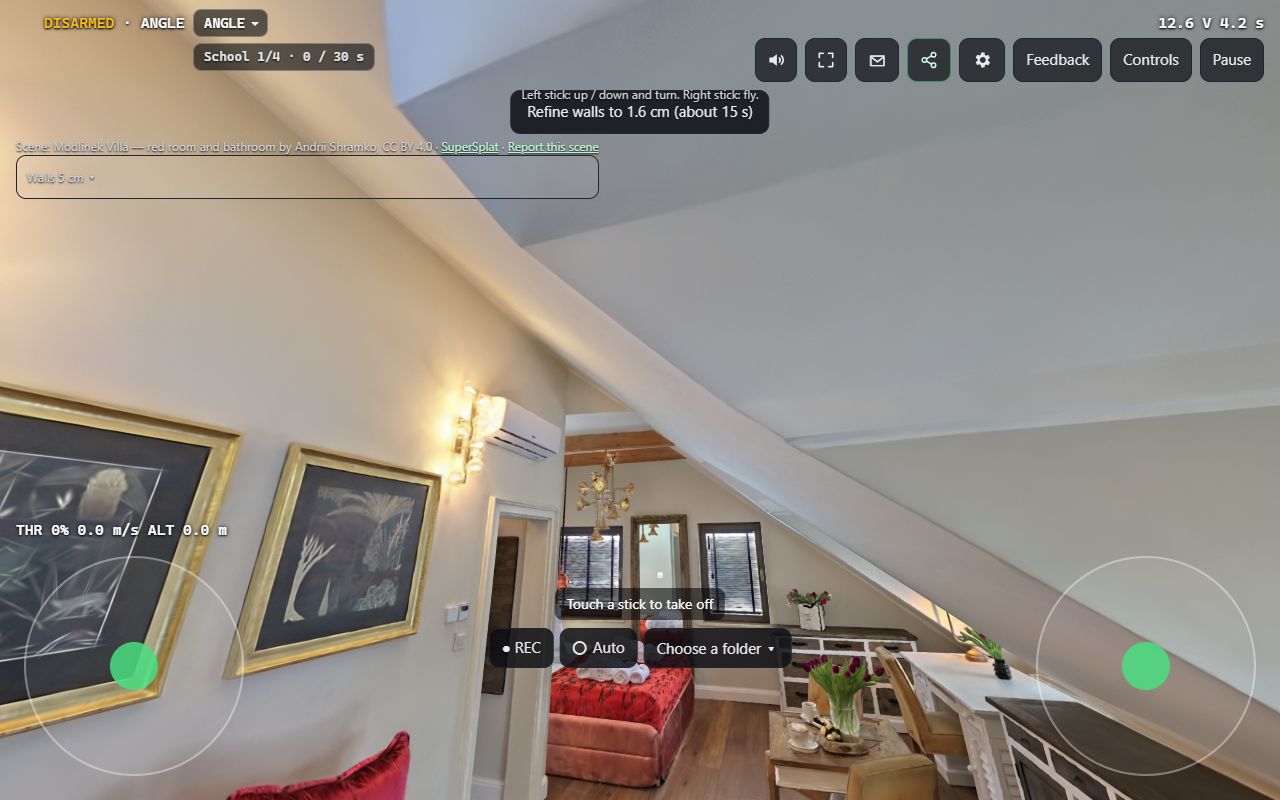 DISARMED · ANGLE ANGLE
12.6 V 4.2 s
School 1/4 · 0 / 30 s
Feedback
Controls
Pause
Left stick: up / down and turn. Right stick: fly.
Refine walls to 1.6 cm (about 15 s)
Scene: Modlinek Villa — red room and bathroom by Andrii Shramko, CC BY 4.0 · SuperSplat · Report this scene
Walls 5 cm
THR 0% 0.0 m/s ALT 0.0 m
Touch a stick to take off
REC
Auto
Choose a folder